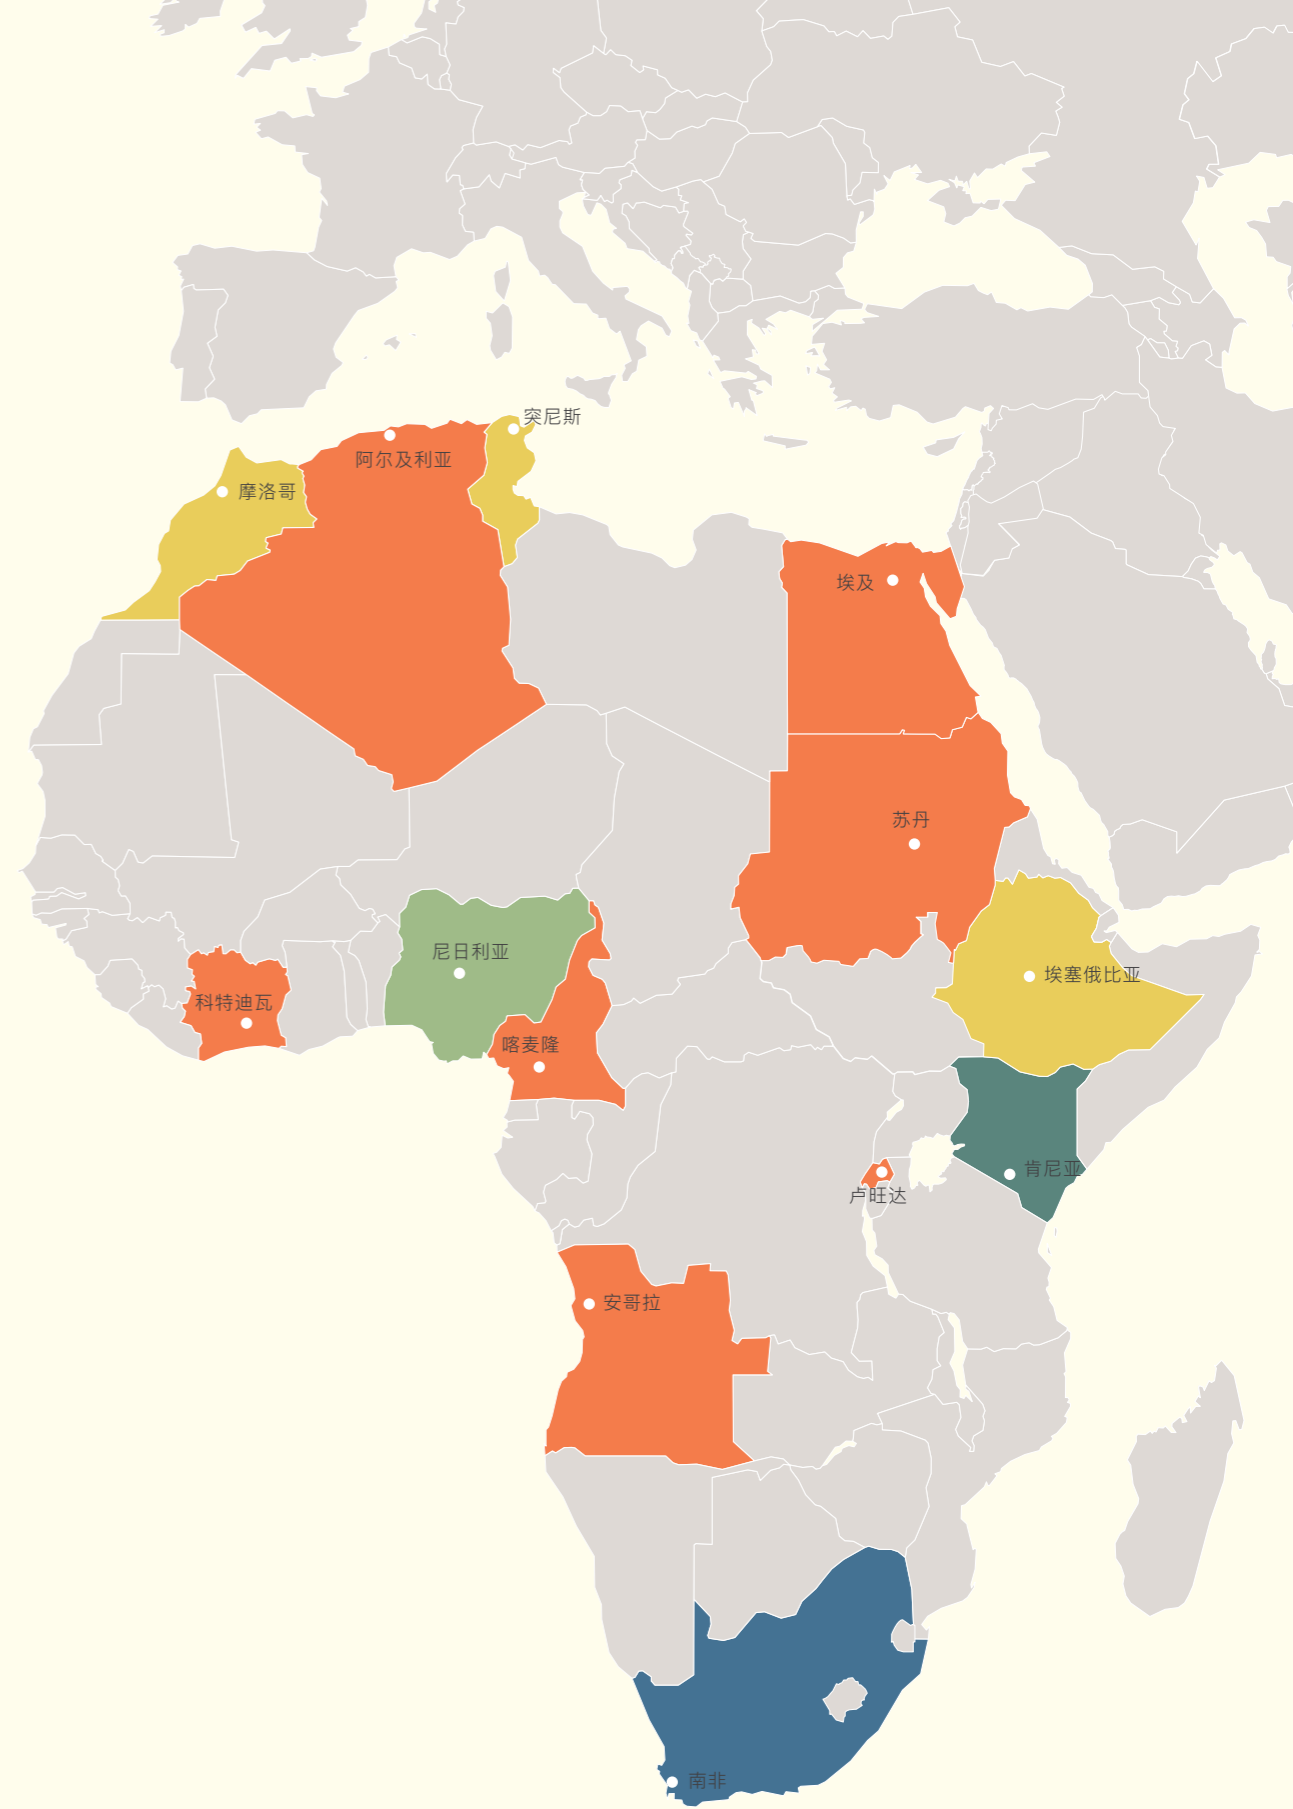 突尼斯
阿尔及利亚
摩洛哥
埃及
苏丹
尼日利亚
埃塞俄比亚
科特迪瓦
喀麦隆
肯尼亚
卢旺达
安哥拉
南非